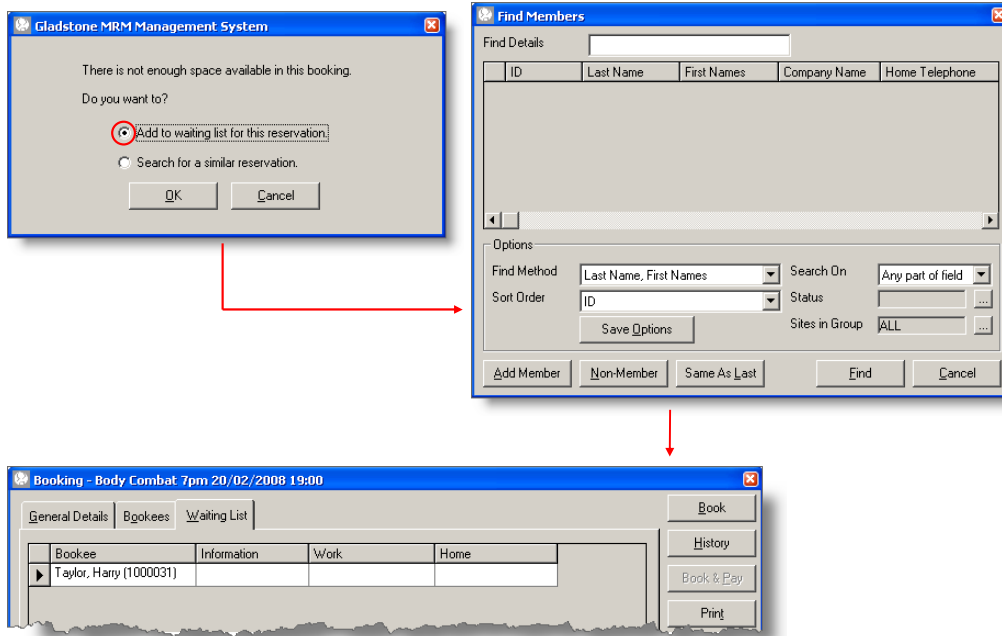 Gladstone MRM Management System
There is not enough space available in this booking.
Do you want to?
Add to waiting list for this reservation.
Search for a similar reservation.
OK Cancel
Find Members
Find Details
ID Last Name First Names Company Name Home Telephone
Options
Find Method Last Name, First Names Search On Any part of field
Sort Order ID Status ...
Save Options Sites in Group ALL ...
Add Member Non-Member Same As Last Find Cancel
Booking - Body Combat 7pm 20/02/2008 19:00
General Details Bookees Waiting List
Book
History
Book & Pay
Print
Bookee Information Work Home
Taylor, Harry (1000031)